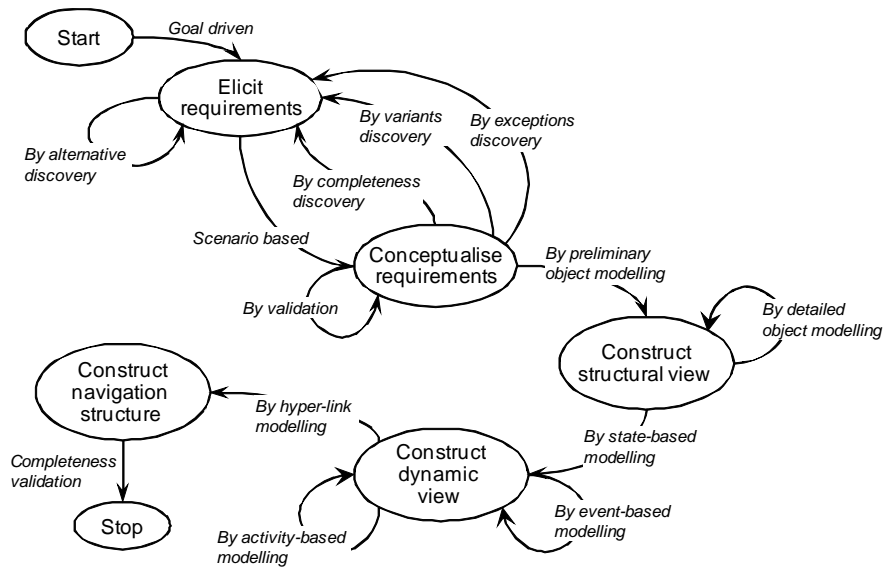 Goal driven
Start
Elicit
requirements
By variants
discovery
By exceptions
discovery
By alternative
discovery
By completeness
discovery
Scenario based
Conceptualise
requirements
By preliminary
object modelling
By validation
By detailed
object modelling
Construct
structural view
Construct
navigation
structure
By hyper-link
modelling
By state-based
modelling
Construct
dynamic
view
Completeness
validation
By event-based
modelling
Stop
By activity-based
modelling